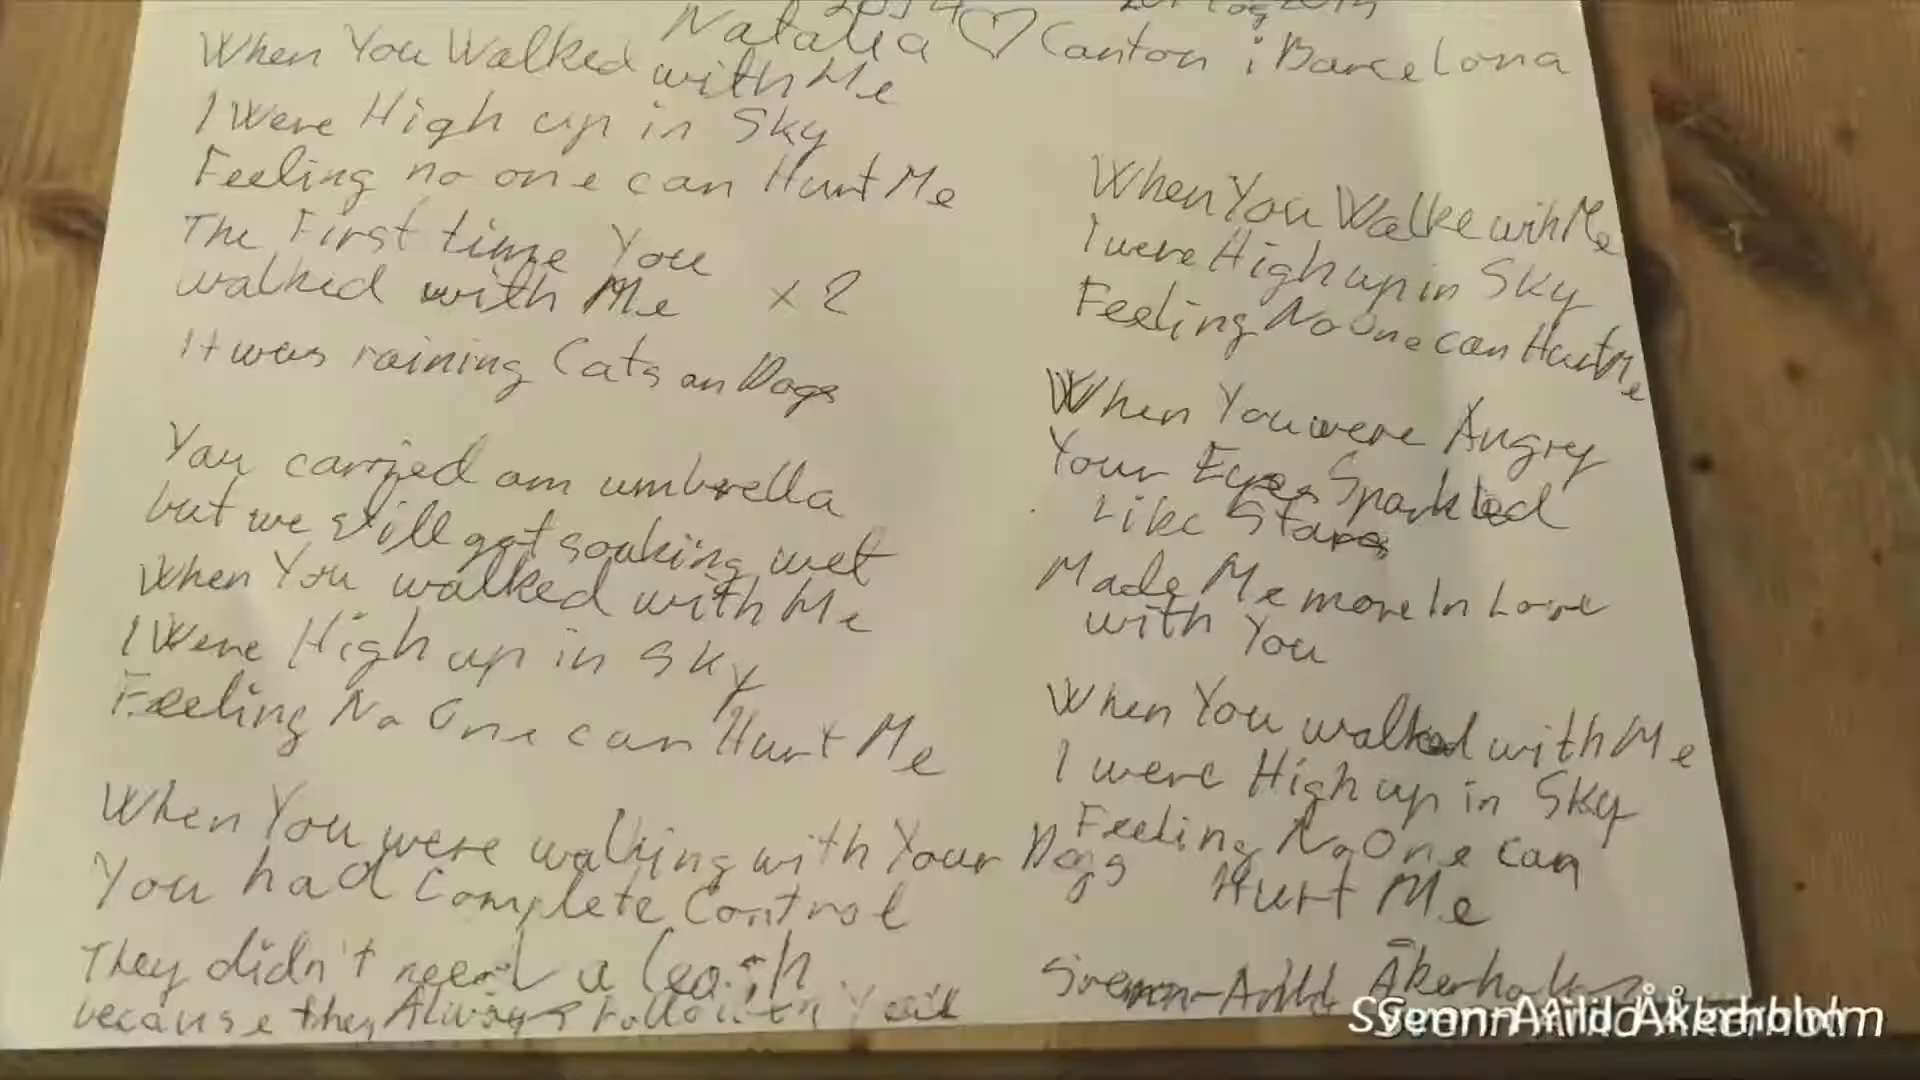 2014
Natalia ♡ Canton i Barcelona
When You Walked
with Me
I Were High up in Sky
Feeling no one can Hurt Me
The First time You
walked with Me x 2
It was raining Cats an Dogs
You carried am umbrella
but we still got soaking wet
When You walked with Me
I Were High up in Sky
Feeling No One can Hurt Me
When You were walking with Your Dogs
You had Complete Control
They didn't need a leash
because they Always Follow
When You Walke wih Me
I were High up in Sky
Feeling No One can Hurt Me
When You were Angry
Your Eyes Sparkled
Like Stars
Made Me more In Love
with You
When You walked with Me
I were High up in Sky
Feeling No One can
Hurt Me
Åkerholm